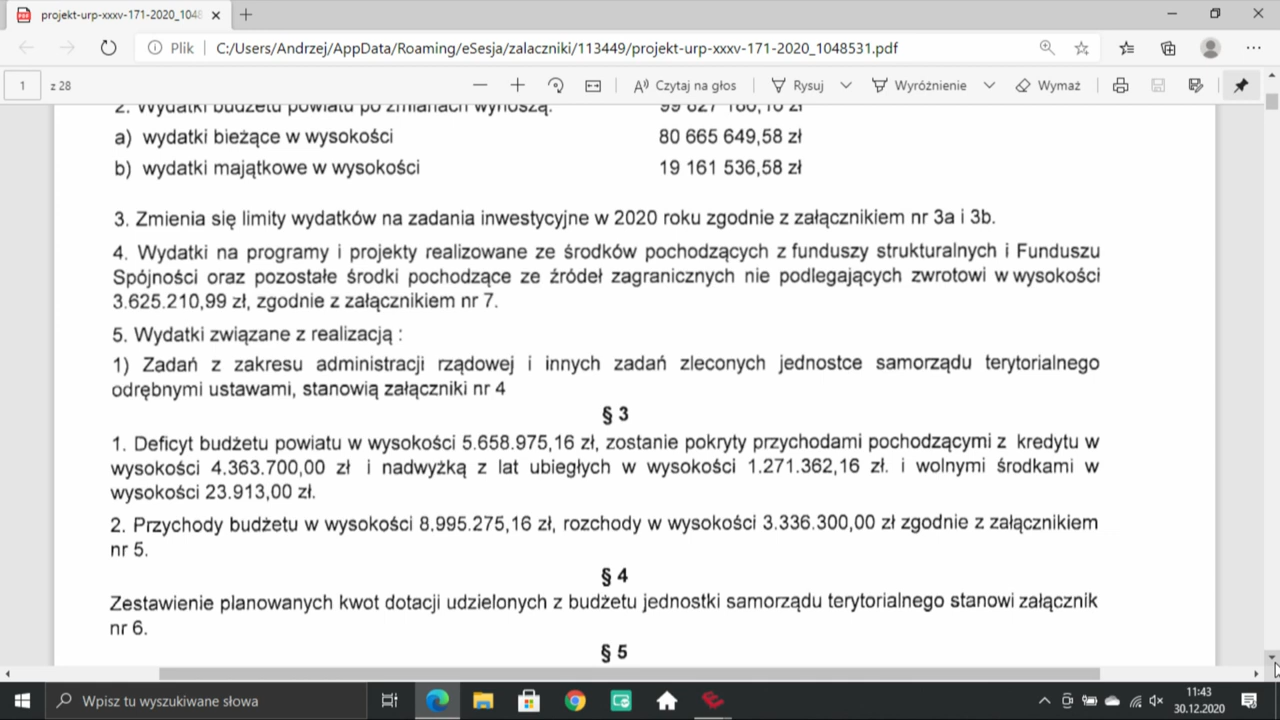 projekt-urp-xxxv-171-2020_1048
Plik
C:/Users/Andrzej/AppData/Roaming/eSesja/zalaczniki/113449/projekt-urp-xxxv-171-2020_1048531.pdf
1 z 28
Czytaj na głos
Rysuj
Wyróżnienie
Wymaż
2. Wydatki budżetu powiatu po zmianach wynoszą:
a) wydatki bieżące w wysokości 80 665 649,58 zł
b) wydatki majątkowe w wysokości 19 161 536,58 zł
3. Zmienia się limity wydatków na zadania inwestycyjne w 2020 roku zgodnie z załącznikiem nr 3a i 3b.
4. Wydatki na programy i projekty realizowane ze środków pochodzących z funduszy strukturalnych i Funduszu
Spójności oraz pozostałe środki pochodzące ze źródeł zagranicznych nie podlegających zwrotowi w wysokości
3.625.210,99 zł, zgodnie z załącznikiem nr 7.
5. Wydatki związane z realizacją :
1) Zadań z zakresu administracji rządowej i innych zadań zleconych jednostce samorządu terytorialnego
odrębnymi ustawami, stanowią załączniki nr 4
§ 3
1. Deficyt budżetu powiatu w wysokości 5.658.975,16 zł, zostanie pokryty przychodami pochodzącymi z kredytu w
wysokości 4.363.700,00 zł i nadwyżką z lat ubiegłych w wysokości 1.271.362,16 zł. i wolnymi środkami w
wysokości 23.913,00 zł.
2. Przychody budżetu w wysokości 8.995.275,16 zł, rozchody w wysokości 3.336.300,00 zł zgodnie z załącznikiem
nr 5.
§ 4
Zestawienie planowanych kwot dotacji udzielonych z budżetu jednostki samorządu terytorialnego stanowi załącznik
nr 6.
§ 5
Wpisz tu wyszukiwane słowa
11:43
30.12.2020